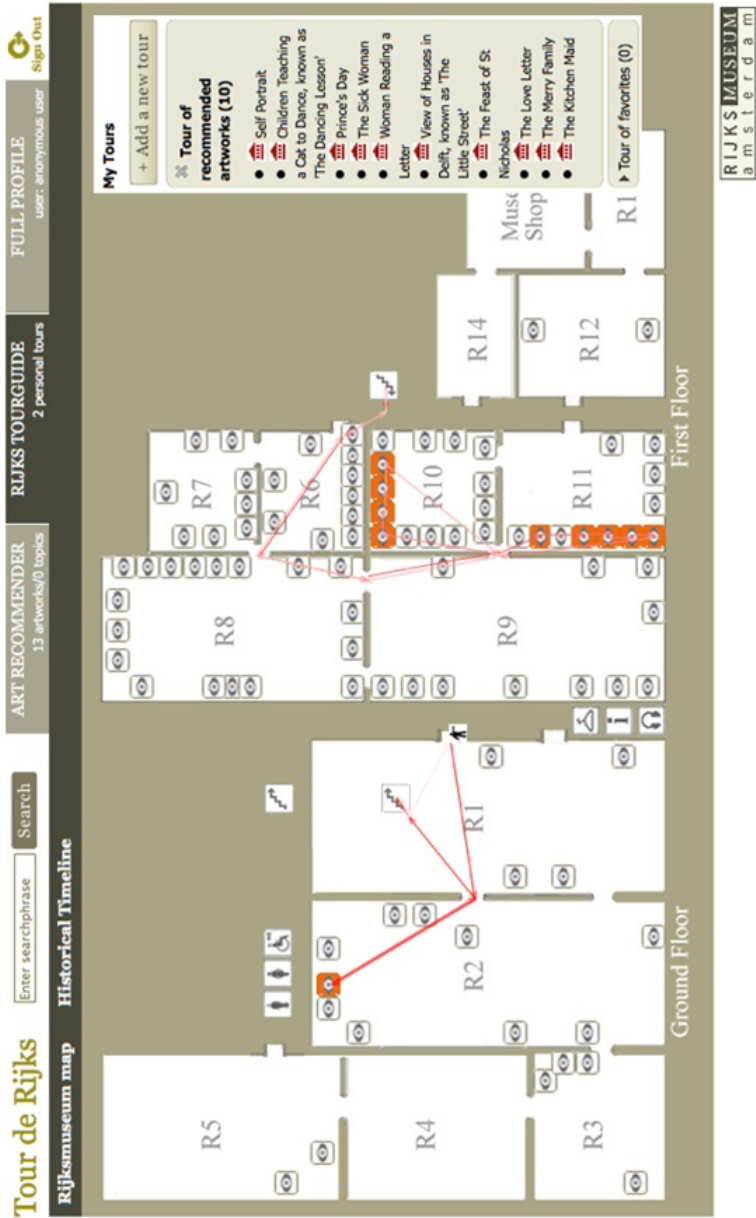 Tour de Rijks
Enter searchphrase
Search
ART RECOMMENDER
13 artworks/0 topics
RIJKS TOURGUIDE
2 personal tours
FULL PROFILE
user: anonymous user
Sign Out
Rijksmuseum map
Historical Timeline
My Tours
+ Add a new tour
Tour of
recommended
artworks (10)
Self Portrait
Children Teaching
a Cat to Dance, known as
'The Dancing Lesson'
Prince's Day
The Sick Woman
Woman Reading a
Letter
View of Houses in
Delft, known as 'The
Little Street'
The Feast of St
Nicholas
The Love Letter
The Merry Family
The Kitchen Maid
Tour of favorites (0)
R5
R4
R3
R2
R1
R8
R9
R7
R6
R10
R11
R14
R12
Muse
Shop
R1
Ground Floor
First Floor
RIJKS MUSEUM
amsterdam